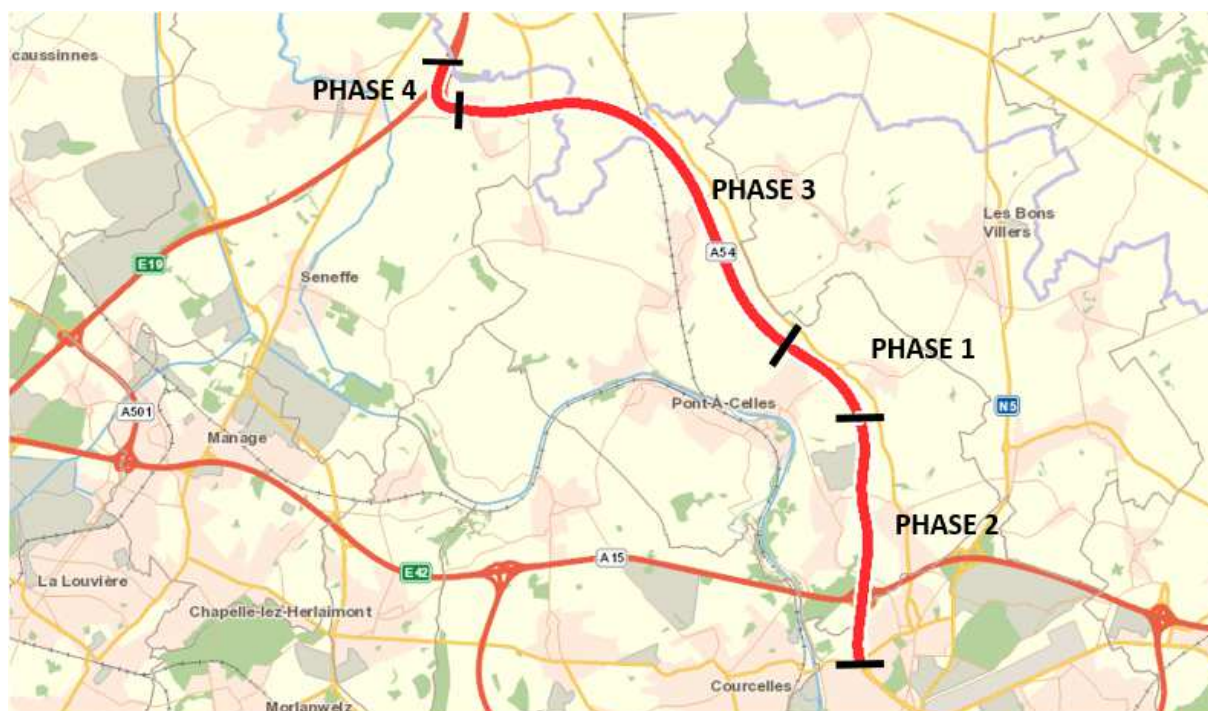 caussinnes
PHASE 4
PHASE 3
Les Bons
Villers
A54
E19
Seneffe
PHASE 1
Pont-À-Celles
N5
A501
Manage
PHASE 2
A15
E42
La Louvière
Chapelle-lez-Herlaimont
Courcelles
Morlanwelz